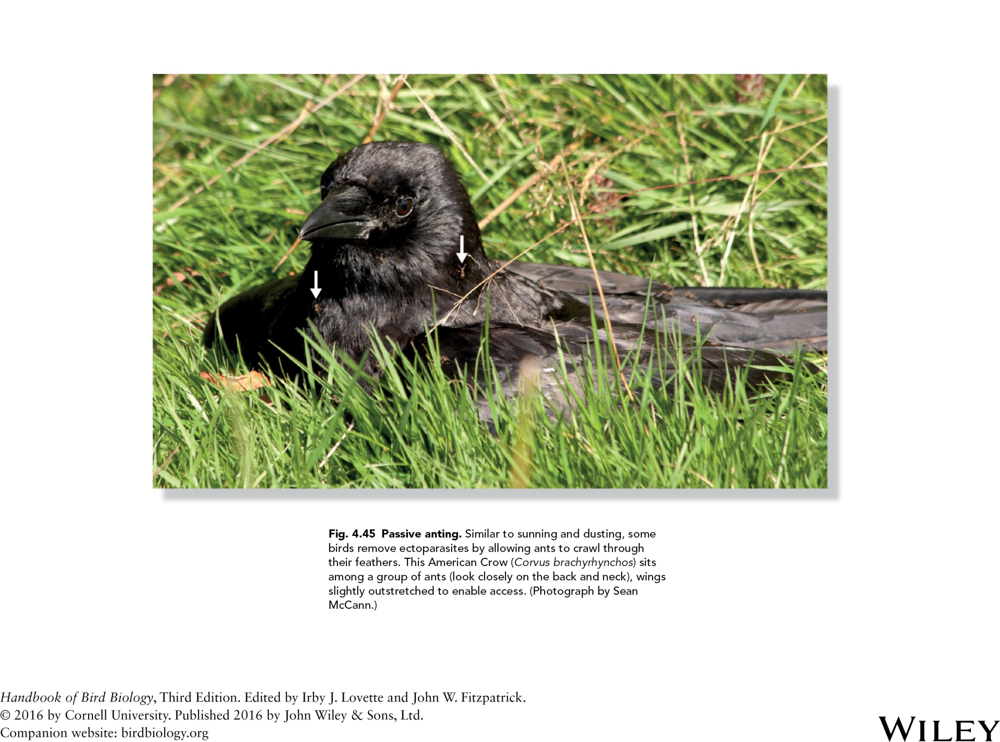 Fig. 4.45 Passive anting. Similar to sunning and dusting, some
birds remove ectoparasites by allowing ants to crawl through
their feathers. This American Crow (Corvus brachyrhynchos) sits
among a group of ants (look closely on the back and neck), wings
slightly outstretched to enable access. (Photograph by Sean
McCann.)
Handbook of Bird Biology, Third Edition. Edited by Irby J. Lovette and John W. Fitzpatrick.
© 2016 by Cornell University. Published 2016 by John Wiley & Sons, Ltd.
Companion website: birdbiology.org
WILEY